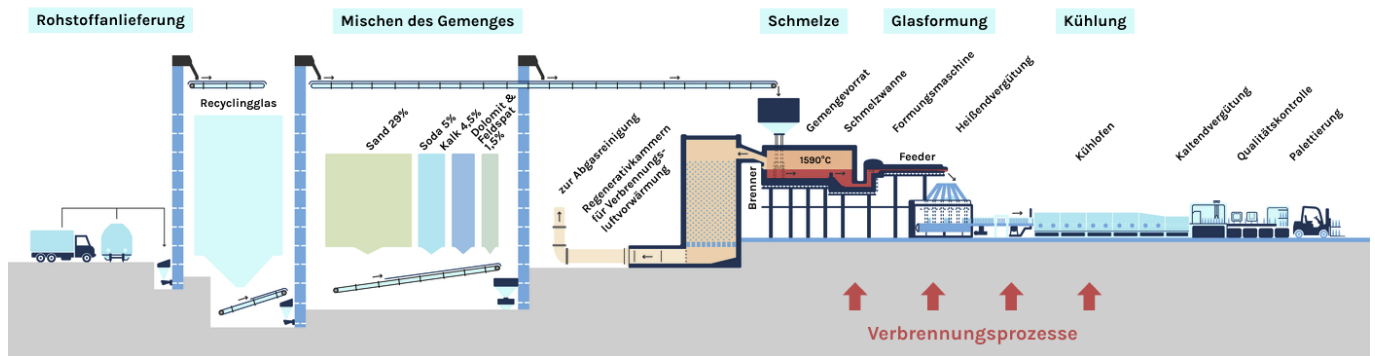 Rohstoffanlieferung
Mischen des Gemenges
Schmelze
Glasformung
Kühlung
Recyclingglas
Sand 29%
Soda 5%
Kalk 4,5%
Dolomit &
Feldspat
1,5%
zur Abgasreinigung
Regenerativkammern
für Verbrennungs-
luftvorwärmung
Brenner
1590°C
Gemengevorrat
Schmelzwanne
Formungsmaschine
Heißendvergütung
Feeder
Kühlofen
Kaltendvergütung
Qualitätskontrolle
Palettierung
Verbrennungsprozesse